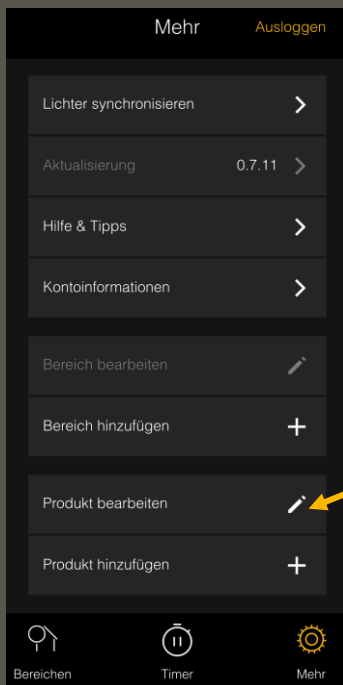 Mehr
Ausloggen
Lichter synchronisieren
Aktualisierung 0.7.11
Hilfe & Tipps
Kontoinformationen
Bereich bearbeiten
Bereich hinzufügen
Produkt bearbeiten
Produkt hinzufügen
Bereichen Timer Mehr